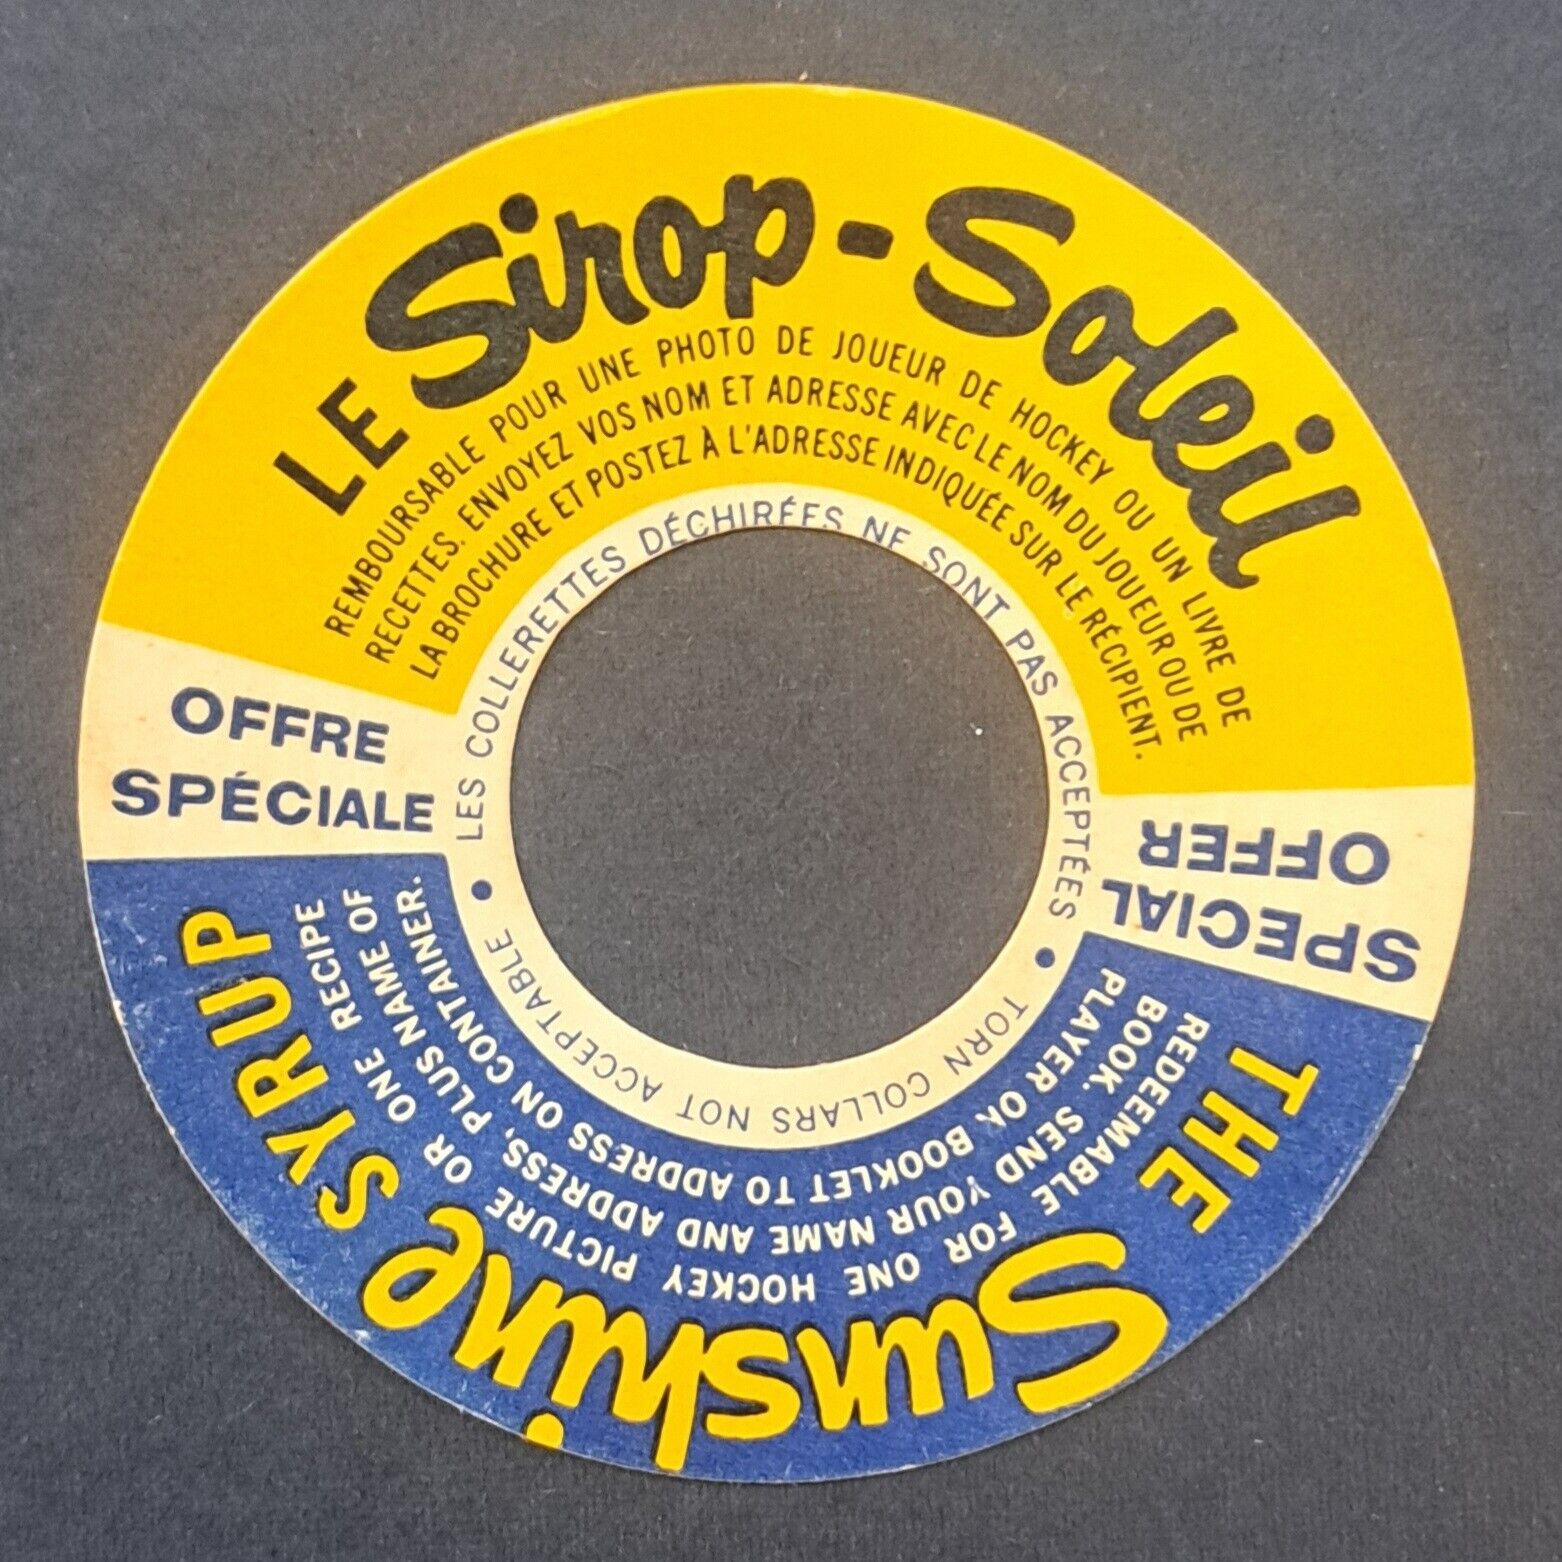 LE Sirop-Soleil
REMBOURSABLE POUR UNE PHOTO DE JOUEUR DE HOCKEY OU UN LIVRE DE
RECETTES. ENVOYEZ VOS NOM ET ADRESSE AVEC LE NOM DU JOUEUR OU DE
LA BROCHURE ET POSTEZ À L'ADRESSE INDIQUÉE SUR LE RÉCIPIENT.
LES COLLERETTES DÉCHIRÉES NE SONT PAS ACCEPTÉES
OFFRE
SPÉCIALE
SPECIAL
OFFER
THE Sunshine SYRUP
REDEEMABLE FOR ONE HOCKEY PICTURE OR ONE RECIPE
BOOK. SEND YOUR NAME AND ADDRESS, PLUS NAME OF
PLAYER OR BOOKLET TO ADDRESS ON CONTAINER.
• TORN COLLARS NOT ACCEPTABLE •